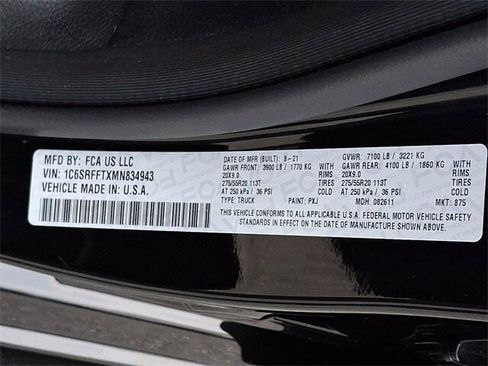 MFD BY: FCA US LLC
VIN: 1C6SRFFTXMN834943
VEHICLE MADE IN: U.S.A.
DATE OF MFR (BUILT): 8-21
GVWR: 7100 LB / 3221 KG
GAWR FRONT: 3900 LB / 1770 KG
GAWR REAR: 4100 LB / 1860 KG
20X9.0 RIMS
20X9.0 RIMS
275/55R20 113T TIRES
275/55R20 113T TIRES
AT 250 kPa / 36 PSI COLD
AT 250 kPa / 36 PSI COLD
TYPE: TRUCK PAINT: PXJ MDH: 082611 MKT: 875
THIS VEHICLE CONFORMS TO ALL APPLICABLE U.S.A. FEDERAL MOTOR VEHICLE SAFETY
STANDARDS IN EFFECT ON THE DATE OF MANUFACTURE SHOWN ABOVE.